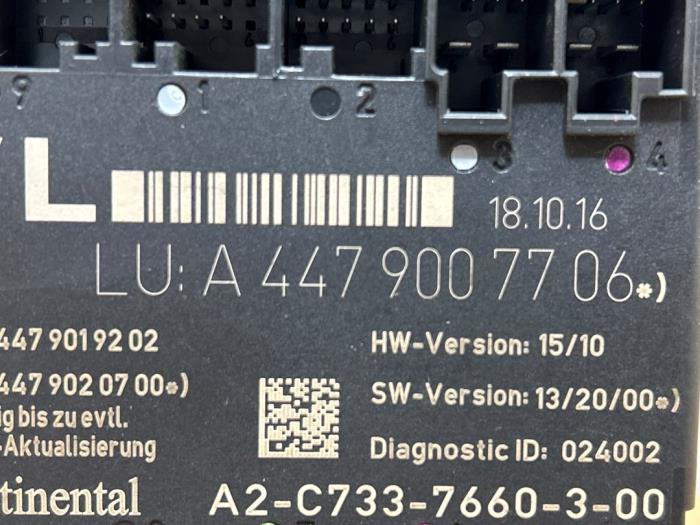 9 1 2
3 4
L
18.10.16
LU: A 447 900 77 06*)
447 901 92 02
HW-Version: 15/10
447 902 07 00*)
SW-Version: 13/20/00*)
ig bis zu evtl.
-Aktualisierung
Diagnostic ID: 024002
tinental
A2-C733-7660-3-00